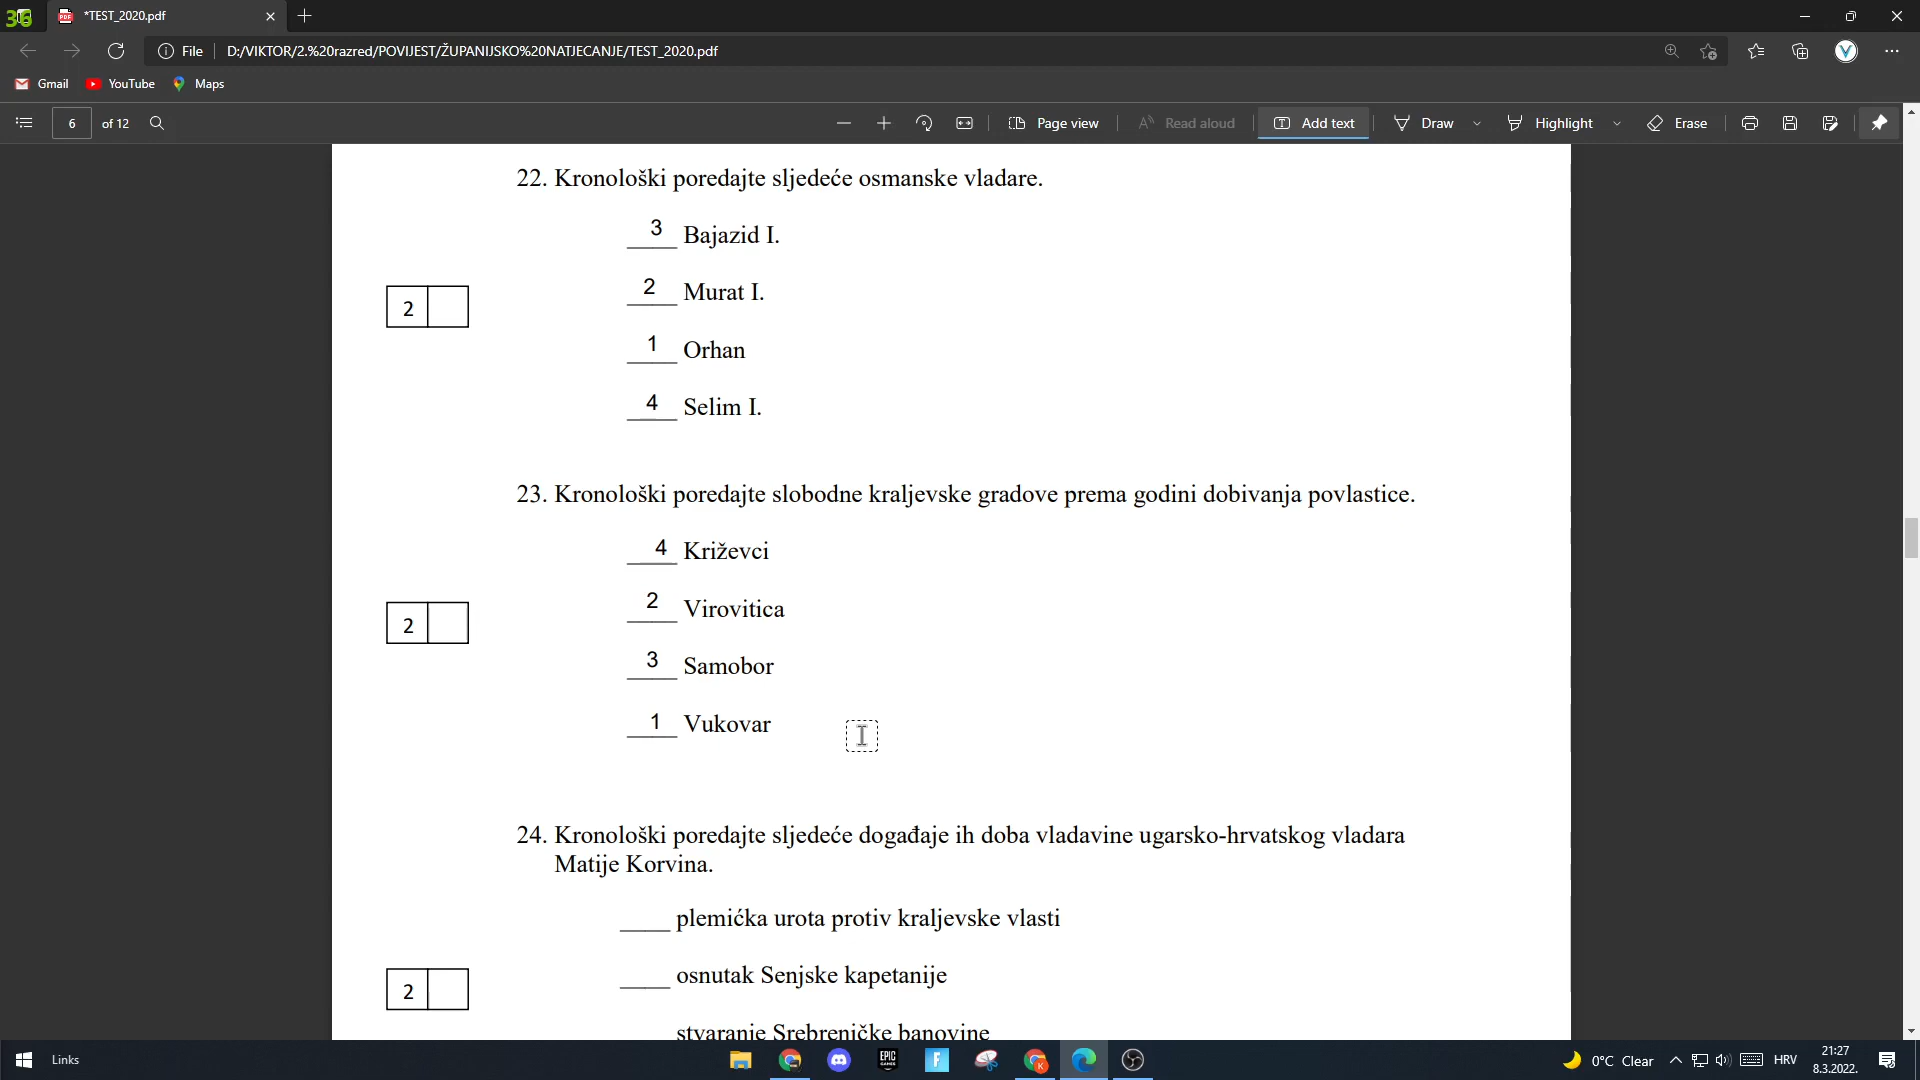 36
*TEST_2020.pdf
File
D:/VIKTOR/2.%20razred/POVIJEST/ŽUPANIJSKO%20NATJECANJE/TEST_2020.pdf
V
Gmail
YouTube
Maps
6 of 12
Page view
Read aloud
Add text
Draw
Highlight
Erase
22. Kronološki poredajte sljedeće osmanske vladare.
3 Bajazid I.
2 Murat I.
2
1 Orhan
4 Selim I.
23. Kronološki poredajte slobodne kraljevske gradove prema godini dobivanja povlastice.
4 Križevci
2 Virovitica
2
3 Samobor
1 Vukovar
24. Kronološki poredajte sljedeće događaje ih doba vladavine ugarsko-hrvatskog vladara
Matije Korvina.
____ plemićka urota protiv kraljevske vlasti
____ osnutak Senjske kapetanije
2
stvaranje Srebreničke banovine
Links
EPIC GAMES
F
K
0°C Clear
HRV
21:27
8.3.2022.